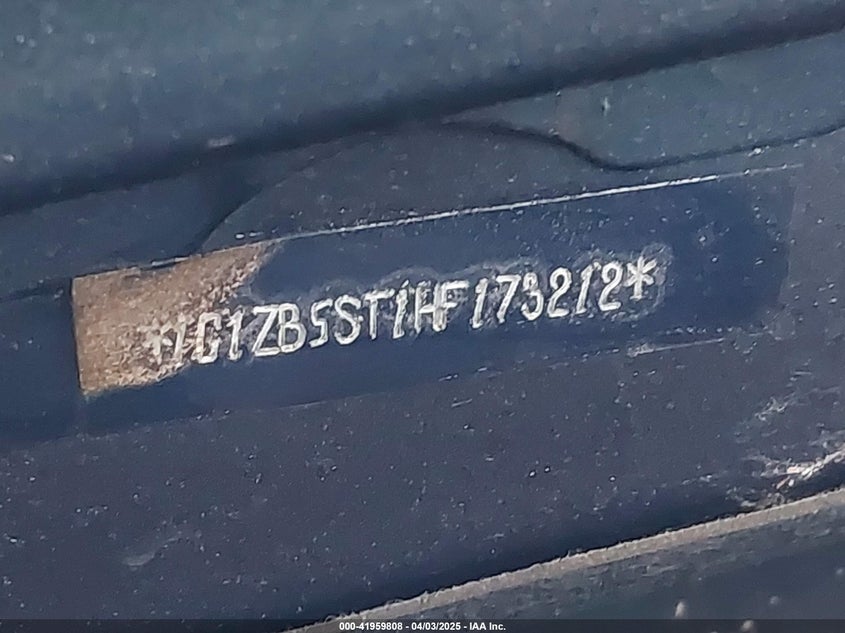 *1G1ZB5ST1HF173212*
000-41959808 - 04/03/2025 - IAA Inc.